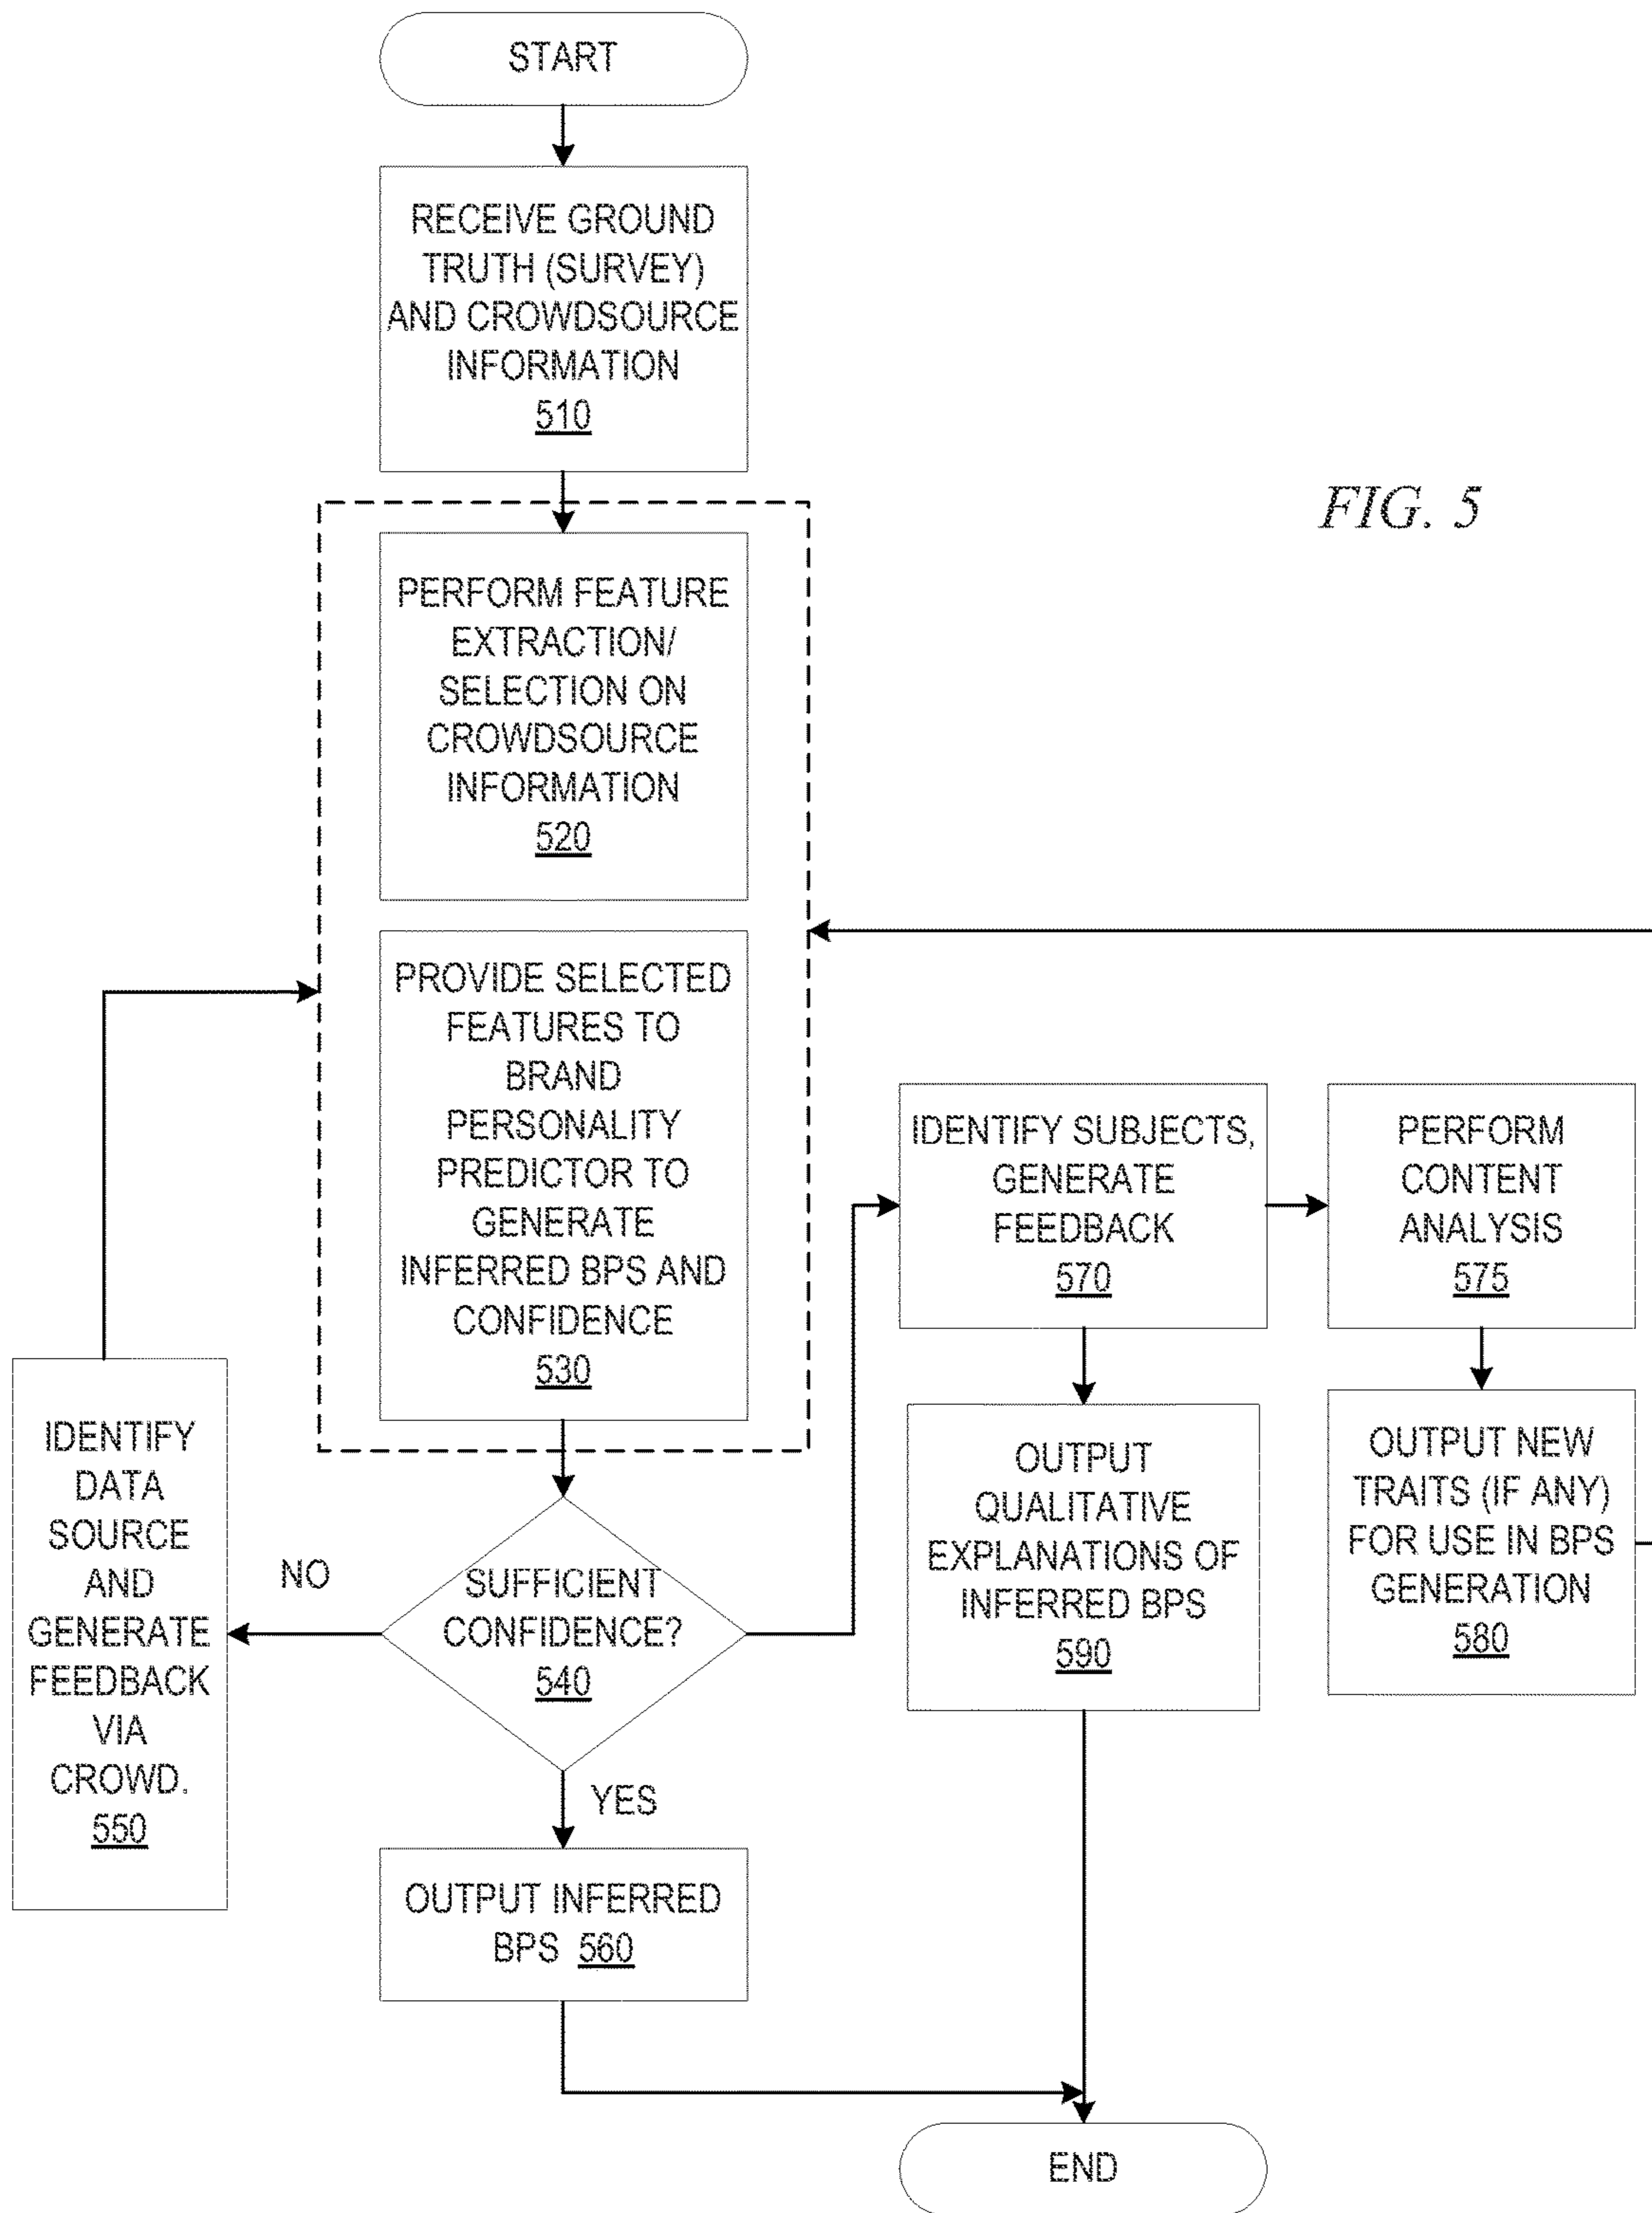 START
RECEIVE GROUND
TRUTH (SURVEY)
AND CROWDSOURCE
INFORMATION
510
FIG. 5
PERFORM FEATURE
EXTRACTION/
SELECTION ON
CROWDSOURCE
INFORMATION
520
PROVIDE SELECTED
FEATURES TO
BRAND
PERSONALITY
PREDICTOR TO
GENERATE
INFERRED BPS AND
CONFIDENCE
530
IDENTIFY SUBJECTS,
GENERATE
FEEDBACK
570
PERFORM
CONTENT
ANALYSIS
575
IDENTIFY
DATA
SOURCE
AND
GENERATE
FEEDBACK
VIA
CROWD.
550
NO
SUFFICIENT
CONFIDENCE?
540
YES
OUTPUT
QUALITATIVE
EXPLANATIONS OF
INFERRED BPS
590
OUTPUT NEW
TRAITS (IF ANY)
FOR USE IN BPS
GENERATION
580
OUTPUT INFERRED
BPS 560
END